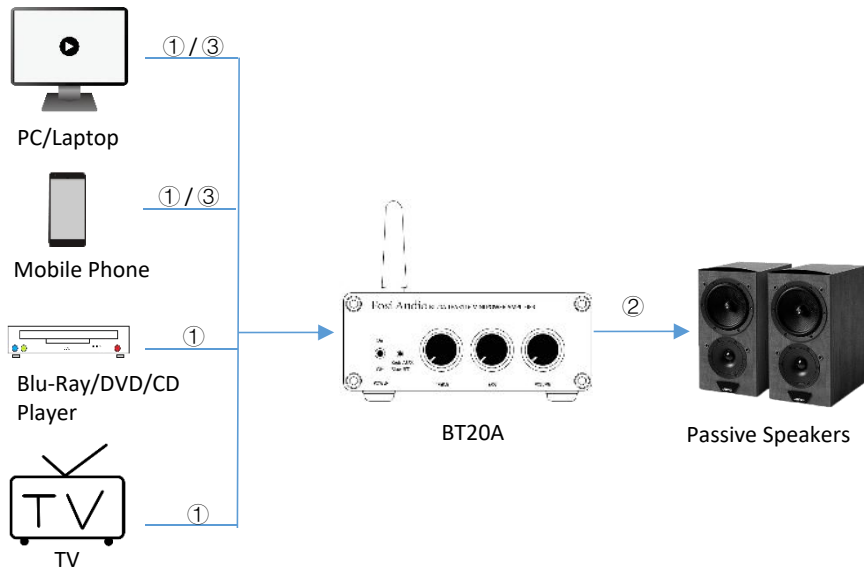 ① / ③
PC/Laptop
① / ③
Mobile Phone
①
Blu-Ray/DVD/CD
Player
TV
①
TV
Fosi Audio
VOLUME
BT20A
②
Passive Speakers